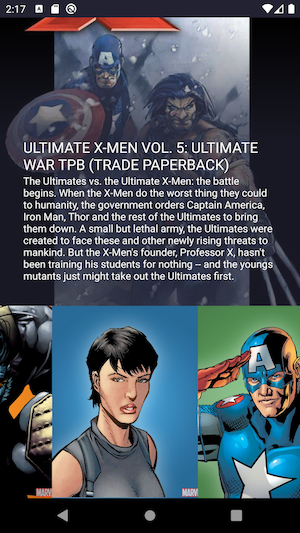 2:17
A
X
ULTIMATE X-MEN VOL. 5: ULTIMATE
WAR TPB (TRADE PAPERBACK)
The Ultimates vs. the Ultimate X-Men: the battle
begins. When the X-Men do the worst thing they could
to humanity, the government orders Captain America,
Iron Man, Thor and the rest of the Ultimates to bring
them down. A small but lethal army, the Ultimates were
created to face these and other newly rising threats to
mankind. But the X-Men's founder, Professor X, hasn't
been training his students for nothing -- and the youngs
mutants just might take out the Ultimates first.
A
MARVEL
MARVEL